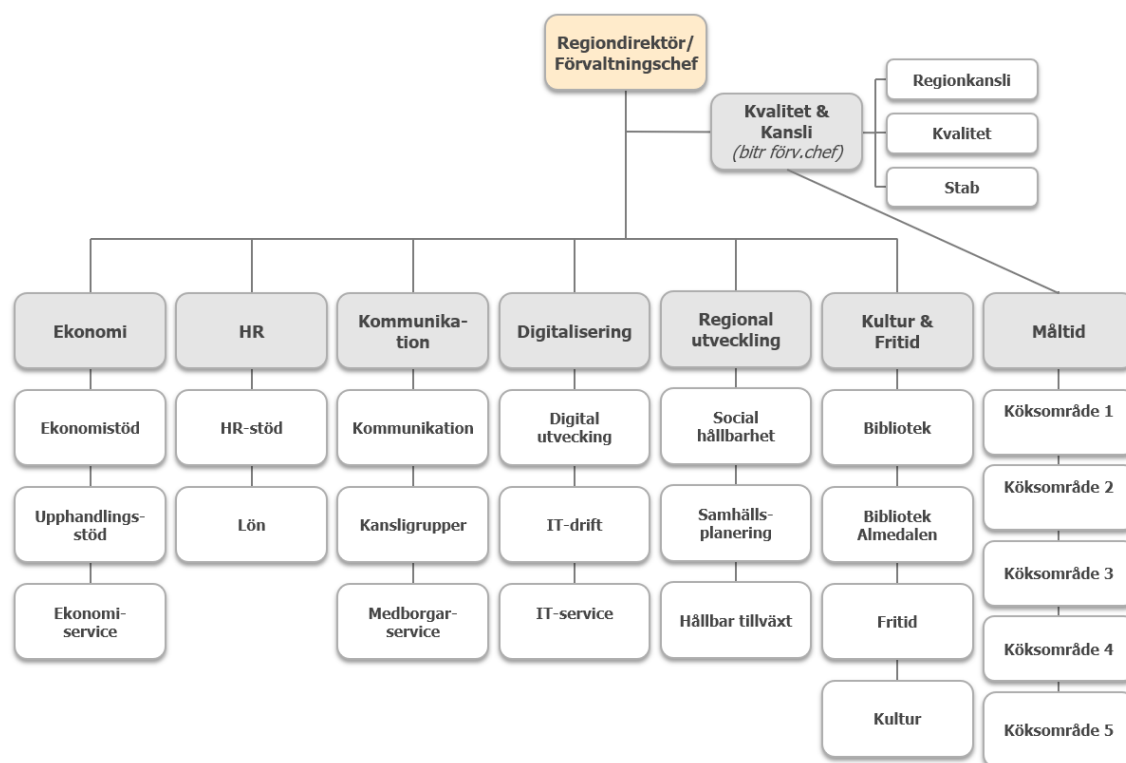 Regiondirektör/
Förvaltningschef
Kvalitet &
Kansli
(bitr förv.chef)
Regionkansli
Kvalitet
Stab
Ekonomi
Ekonomistöd
Upphandlings-
stöd
Ekonomi-
service
HR
HR-stöd
Lön
Kommunika-
tion
Kommunikation
Kansligrupper
Medborgar-
service
Digitalisering
Digital
utvecking
IT-drift
IT-service
Regional
utveckling
Social
hållbarhet
Samhälls-
planering
Hållbar tillväxt
Kultur &
Fritid
Bibliotek
Bibliotek
Almedalen
Fritid
Kultur
Måltid
Köksområde 1
Köksområde 2
Köksområde 3
Köksområde 4
Köksområde 5